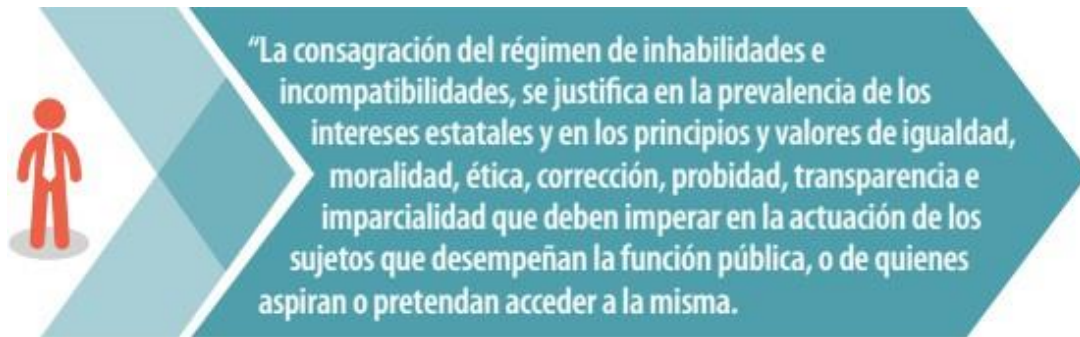 “La consagración del régimen de inhabilidades e
incompatibilidades, se justifica en la prevalencia de los
intereses estatales y en los principios y valores de igualdad,
moralidad, ética, corrección, probidad, transparencia e
imparcialidad que deben imperar en la actuación de los
sujetos que desempeñan la función pública, o de quienes
aspiran o pretendan acceder a la misma.